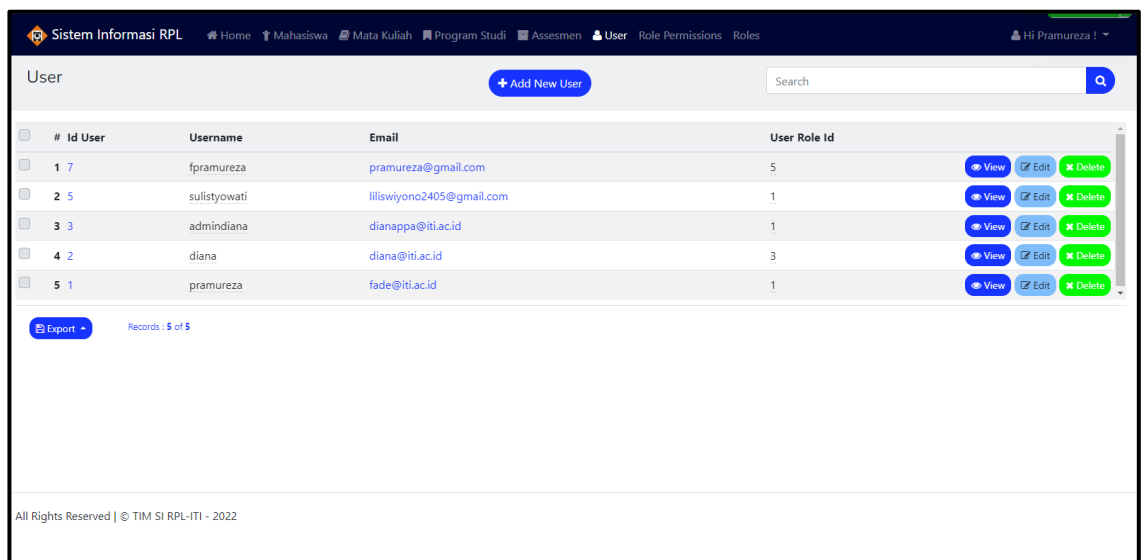 Sistem Informasi RPL Home Mahasiswa Mata Kuliah Program Studi Assesmen User Role Permissions Roles Hi Pramureza !
User + Add New User Search
# Id User Username Email User Role Id
1 7 fpramureza pramureza@gmail.com 5 View Edit Delete
2 5 sulistyowati liliswiyono2405@gmail.com 1 View Edit Delete
3 3 admindiana dianappa@iti.ac.id 1 View Edit Delete
4 2 diana diana@iti.ac.id 3 View Edit Delete
5 1 pramureza fade@iti.ac.id 1 View Edit Delete
Export Records : 5 of 5
All Rights Reserved | © TIM SI RPL-ITI - 2022